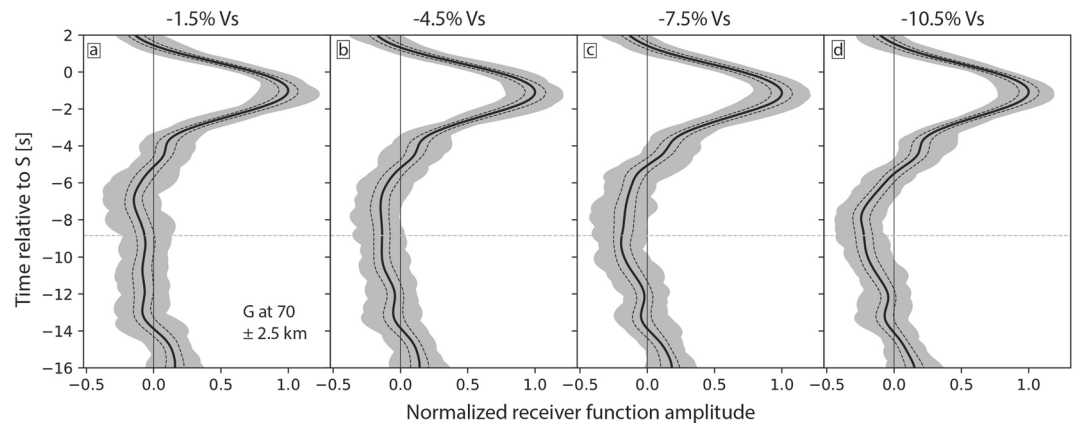 -1.5% Vs -4.5% Vs -7.5% Vs -10.5% Vs
a b c d
2
0
−2
−4
−6
−8
−10
−12
−14
−16
Time relative to S [s]
G at 70
± 2.5 km
−0.5 0.0 0.5 1.0 −0.5 0.0 0.5 1.0 −0.5 0.0 0.5 1.0 −0.5 0.0 0.5 1.0
Normalized receiver function amplitude